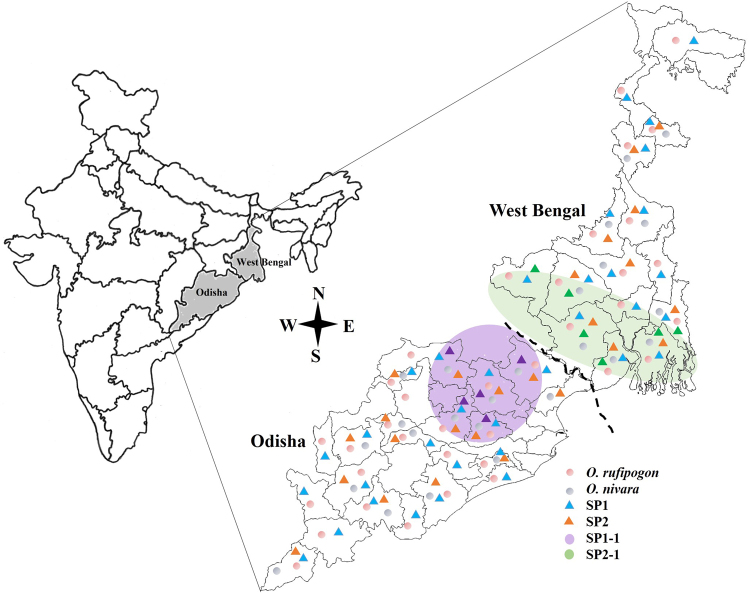 West Bengal
West Bengal
Odisha
N
W E
S
Odisha
O. rufipogon
O. nivara
SP1
SP2
SP1-1
SP2-1